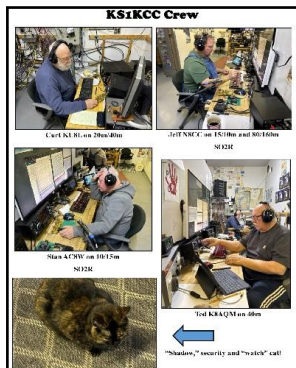 KS1KCC Crew
Curt KU8L on 20m/40m
Jeff N8CC on 15/10m and 80/160m
SO2R
Stan AC8W on 10/15m
SO2R
Ted K8AQM on 40m
"Shadow," security and "watch" cat!